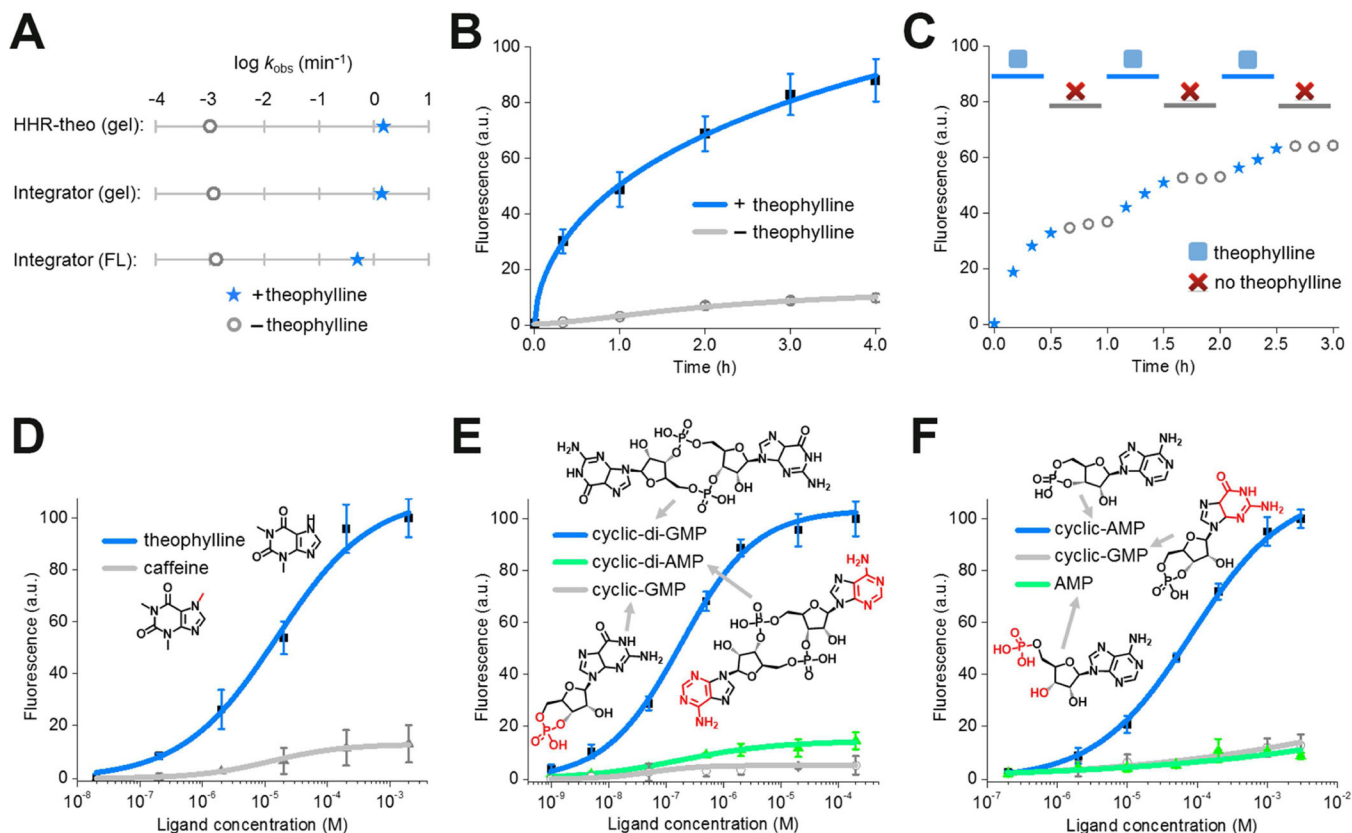 A
log kobs (min-1)
-4 -3 -2 -1 0 1
HHR-theo (gel):
Integrator (gel):
Integrator (FL):
+theophylline
−theophylline
B
Fluorescence (a.u.)
100
80
60
40
20
0
+ theophylline
− theophylline
0.0 1.0 2.0 3.0 4.0
Time (h)
C
Fluorescence (a.u.)
100
80
60
40
20
0
theophylline
no theophylline
0.0 0.5 1.0 1.5 2.0 2.5 3.0
Time (h)
D
Fluorescence (a.u.)
100
80
60
40
20
0
theophylline
caffeine
O
H
N
N
N
N
O
O
N
N
N
N
O
10-8 10-7 10-6 10-5 10-4 10-3
Ligand concentration (M)
E
Fluorescence (a.u.)
100
80
60
40
20
0
cyclic-di-GMP
cyclic-di-AMP
cyclic-GMP
10-9 10-8 10-7 10-6 10-5 10-4
Ligand concentration (M)
F
Fluorescence (a.u.)
100
80
60
40
20
0
cyclic-AMP
cyclic-GMP
AMP
10-7 10-6 10-5 10-4 10-3 10-2
Ligand concentration (M)